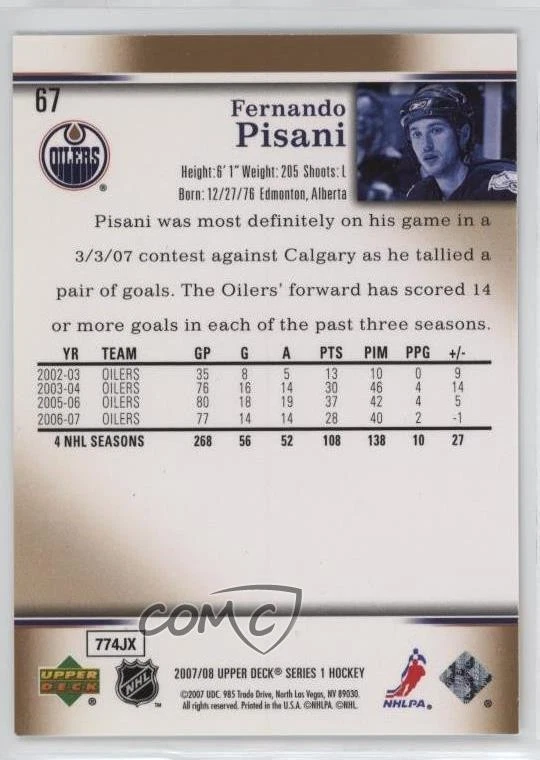 67
Fernando
Pisani
OILERS
®
Height: 6' 1" Weight: 205 Shoots: L
Born: 12/27/76 Edmonton, Alberta
Pisani was most definitely on his game in a
3/3/07 contest against Calgary as he tallied a
pair of goals. The Oilers' forward has scored 14
or more goals in each of the past three seasons.
YR TEAM GP G A PTS PIM PPG +/-
2002-03 OILERS 35 8 5 13 10 0 9
2003-04 OILERS 76 16 14 30 46 4 14
2005-06 OILERS 80 18 19 37 42 4 5
2006-07 OILERS 77 14 14 28 40 2 -1
4 NHL SEASONS 268 56 52 108 138 10 27
COMC
774JX
UPPER DECK
NHL
™
2007/08 UPPER DECK® SERIES 1 HOCKEY
©2007 UDC. 985 Trade Drive, North Las Vegas, NV 89030.
All rights reserved. Printed in the U.S.A. ©NHLPA. ©NHL.
NHLPA.
®